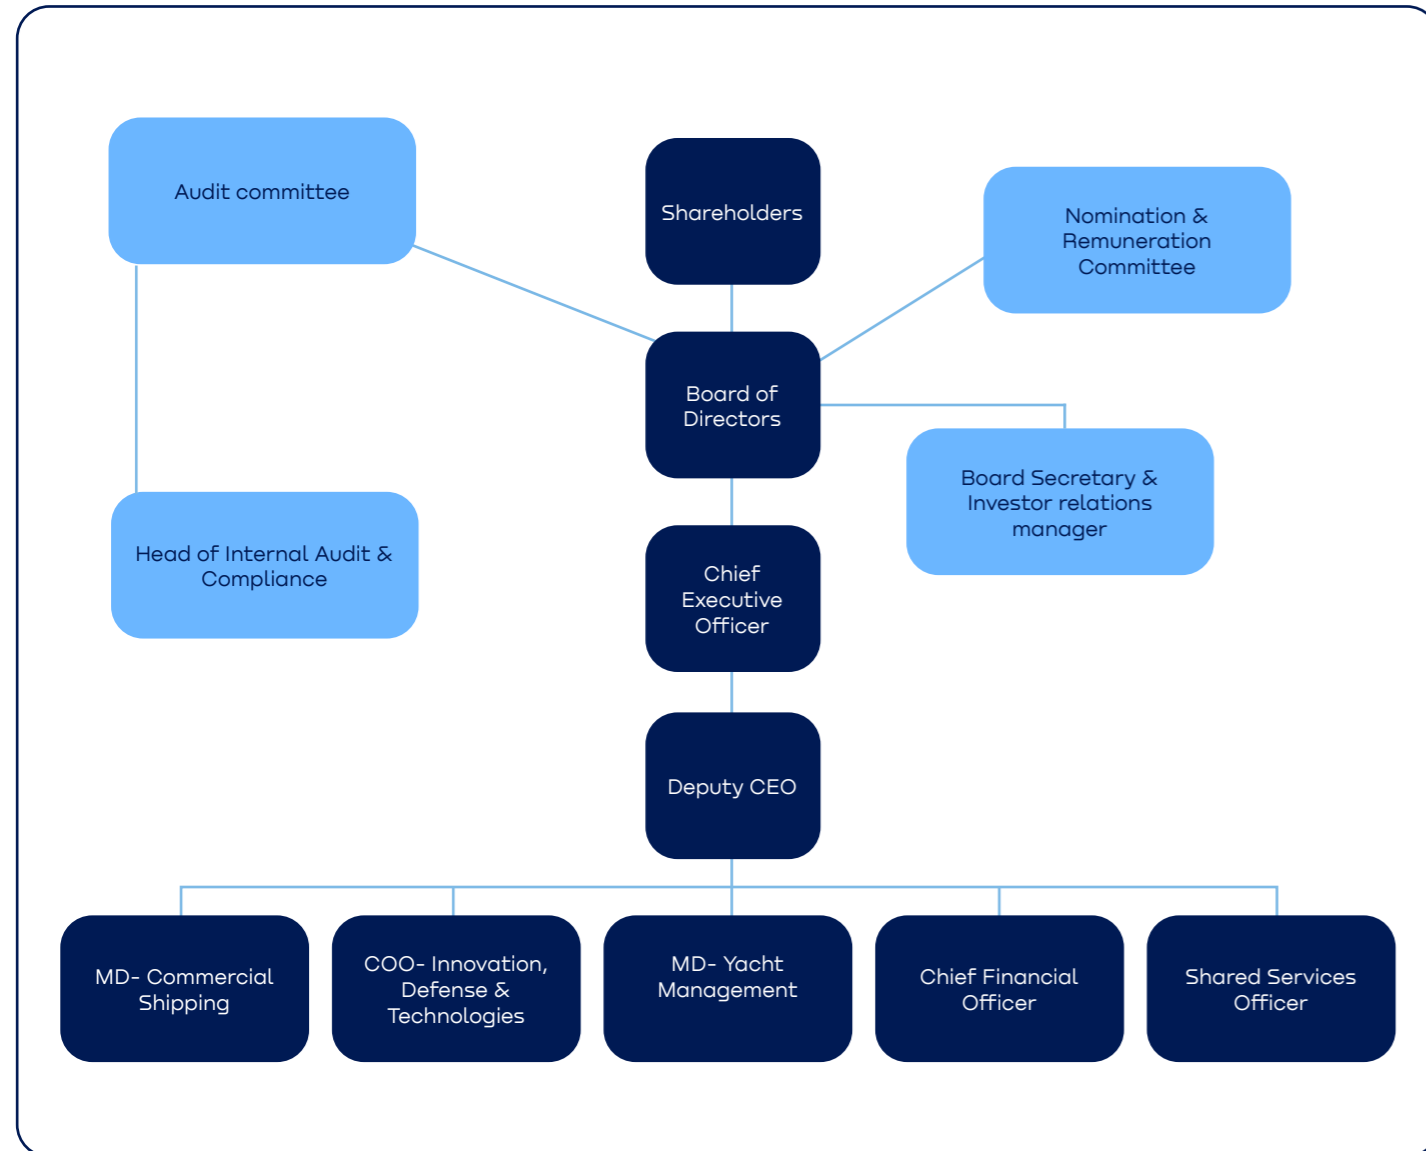 Audit committee
Shareholders
Nomination &
Remuneration
Committee
Board of
Directors
Board Secretary &
Investor relations
manager
Head of Internal Audit &
Compliance
Chief
Executive
Officer
Deputy CEO
MD- Commercial
Shipping
COO- Innovation,
Defense &
Technologies
MD- Yacht
Management
Chief Financial
Officer
Shared Services
Officer